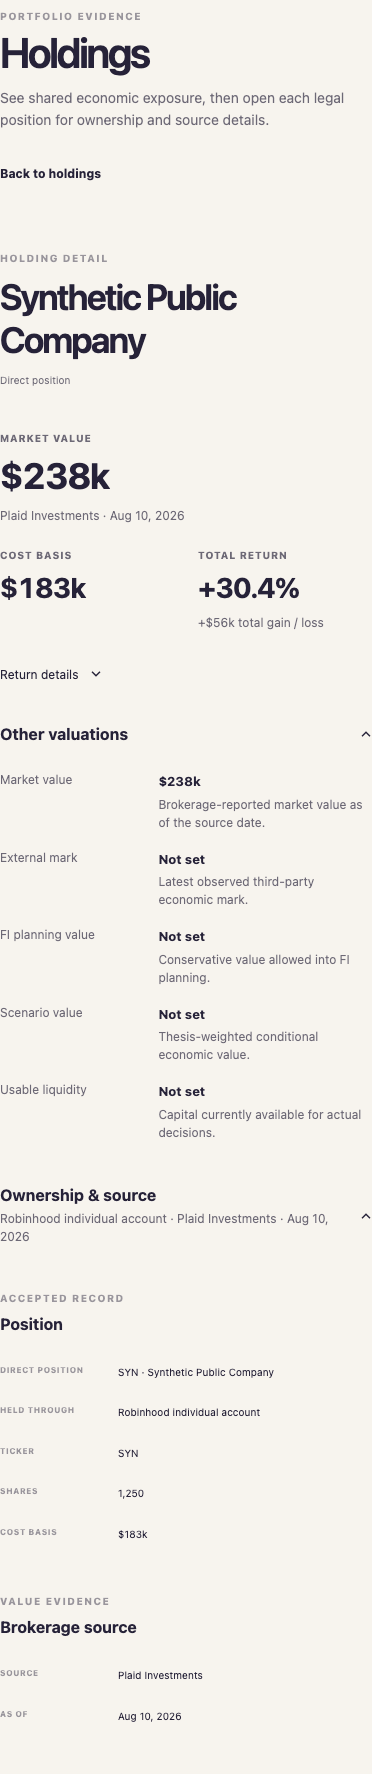 PORTFOLIO EVIDENCE
Holdings
See shared economic exposure, then open each legal
position for ownership and source details.
Back to holdings
HOLDING DETAIL
Synthetic Public
Company
Direct position
MARKET VALUE
$238k
Plaid Investments · Aug 10, 2026
COST BASIS
$183k
TOTAL RETURN
+30.4%
+$56k total gain / loss
Return details
Other valuations
Market value
$238k
Brokerage-reported market value as
of the source date.
External mark
Not set
Latest observed third-party
economic mark.
FI planning value
Not set
Conservative value allowed into FI
planning.
Scenario value
Not set
Thesis-weighted conditional
economic value.
Usable liquidity
Not set
Capital currently available for actual
decisions.
Ownership & source
Robinhood individual account · Plaid Investments · Aug 10,
2026
ACCEPTED RECORD
Position
DIRECT POSITION
SYN · Synthetic Public Company
HELD THROUGH
Robinhood individual account
TICKER
SYN
SHARES
1,250
COST BASIS
$183k
VALUE EVIDENCE
Brokerage source
SOURCE
Plaid Investments
AS OF
Aug 10, 2026